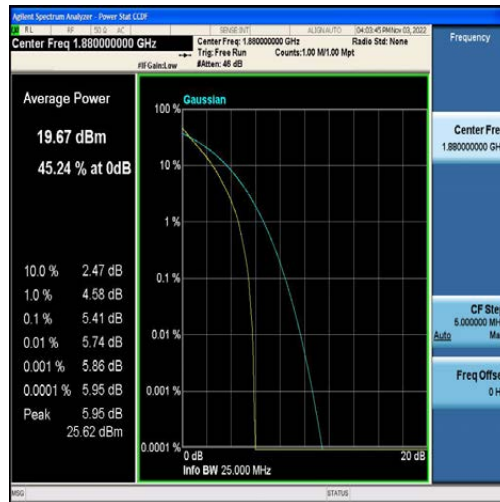 Agilent Spectrum Analyzer - Power Stat CCDF
RL RF 50 Ω AC SENSE:INT ALIGNAUTO 04:03:45 PM Nov 03, 2022
Center Freq 1.880000000 GHz
Center Freq: 1.880000000 GHz Radio Std: None
Trig: Free Run Counts:1.00 M/1.00 Mpt
#IFGain:Low #Atten: 46 dB
Frequency
Average Power
19.67 dBm
45.24 % at 0dB
10.0 % 2.47 dB
1.0 % 4.58 dB
0.1 % 5.41 dB
0.01 % 5.74 dB
0.001 % 5.86 dB
0.0001 % 5.95 dB
Peak 5.95 dB
25.62 dBm
Gaussian
100 %
10 %
1 %
0.1 %
0.01 %
0.001 %
0.0001 %
0 dB 20 dB
Info BW 25.000 MHz
Center Fre
1.880000000 GH
CF Ste
5.000000 MH
Auto Ma
Freq Offse
0 H
MSG STATUS